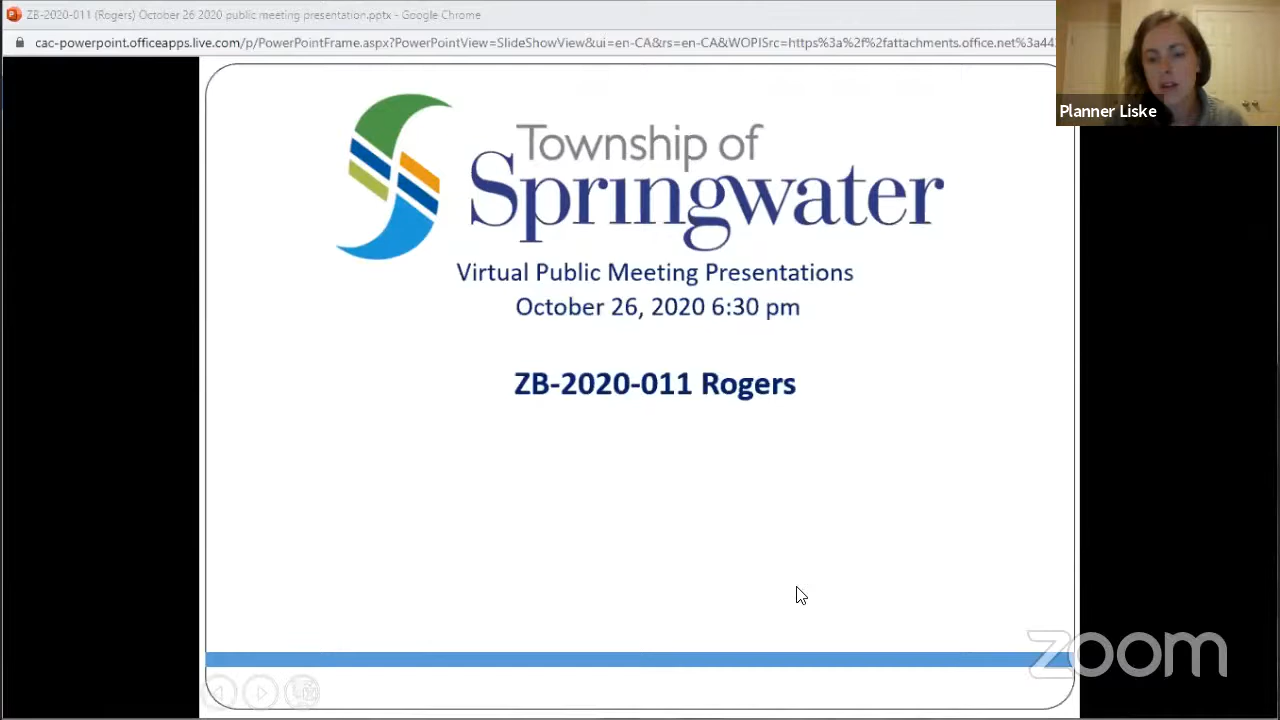 ZB-2020-011 (Rogers) October 26 2020 public meeting presentation.pptx - Google Chrome
cac-powerpoint.officeapps.live.com/p/PowerPointFrame.aspx?PowerPointView=SlideShowView&ui=en-CA&rs=en-CA&WOPISrc=https%3a%2f%2fattachments.office.net%3a44
Planner Liske
Township of
Springwater
Virtual Public Meeting Presentations
October 26, 2020 6:30 pm
ZB-2020-011 Rogers
zoom